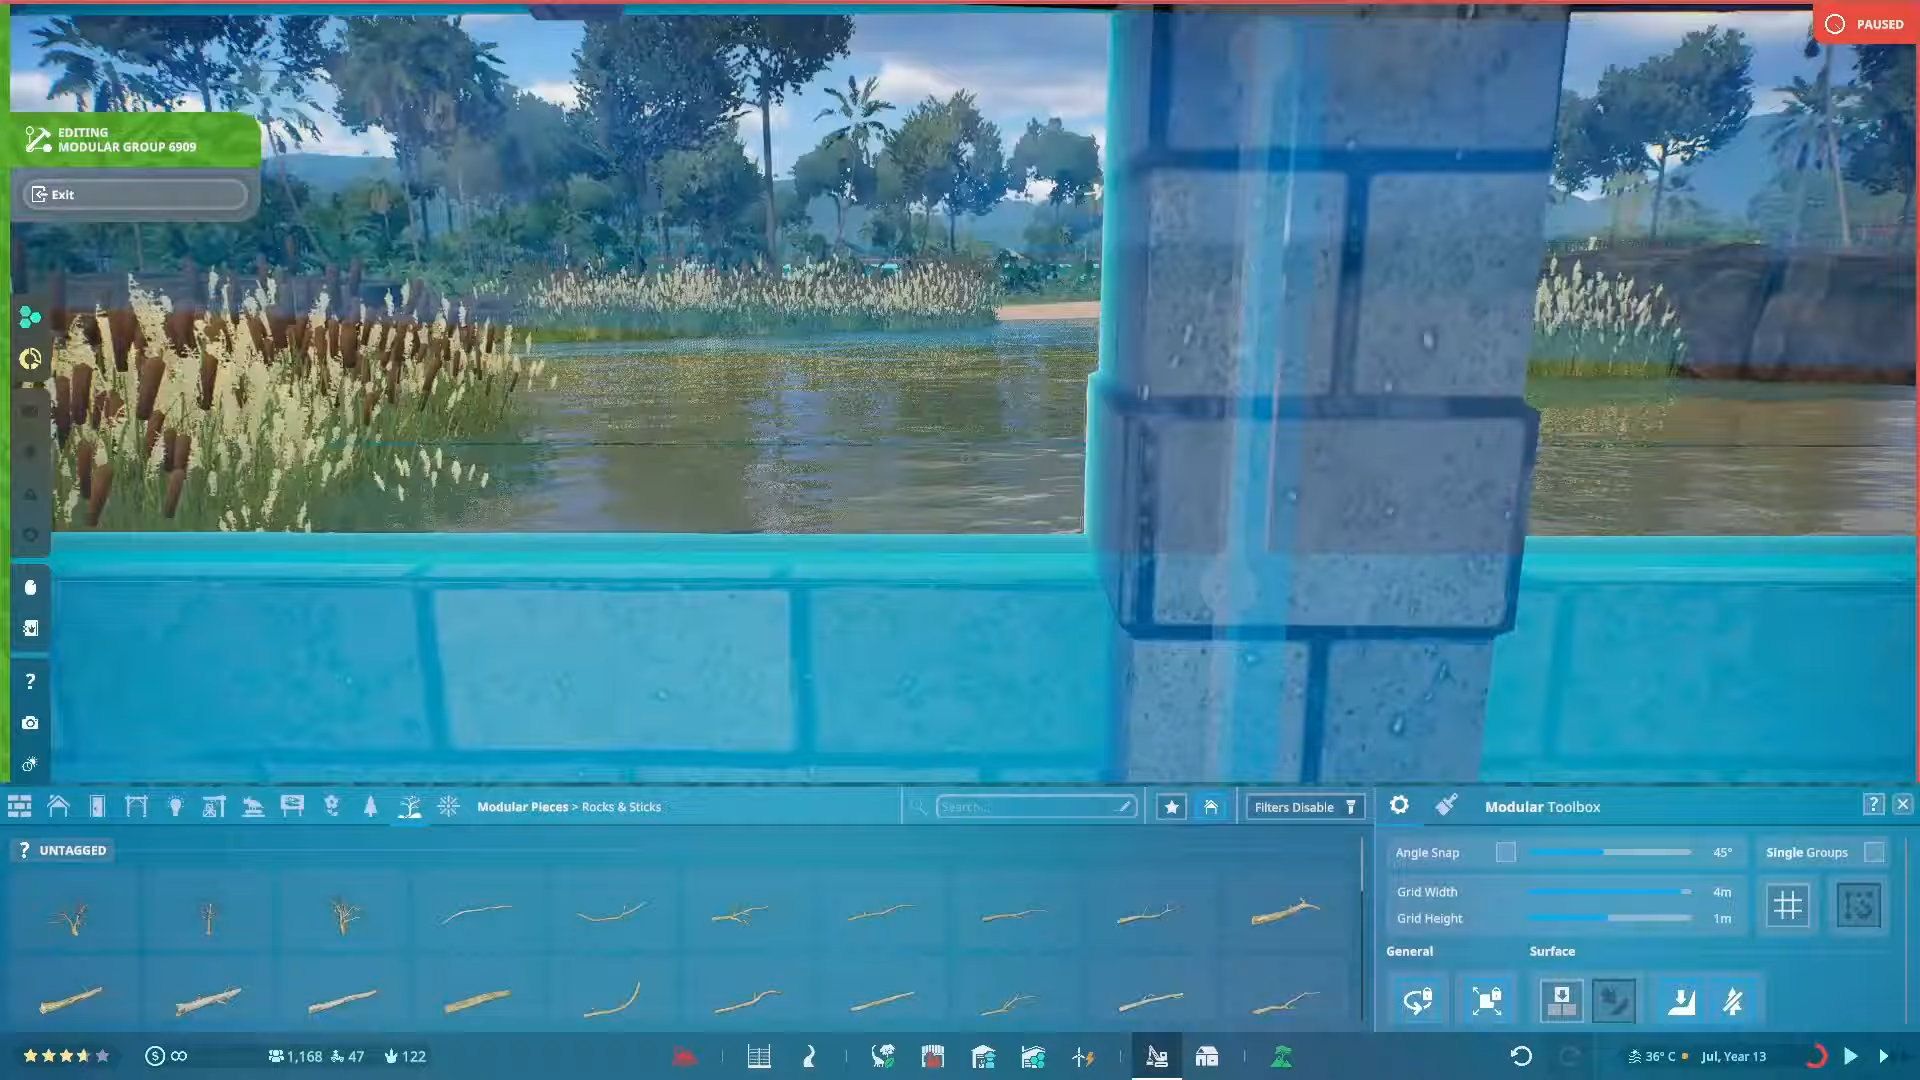 PAUSED
EDITING
MODULAR GROUP 6909
Exit
?
Modular Pieces > Rocks & Sticks
Search...
Filters Disable
Modular Toolbox
?
? UNTAGGED
Angle Snap
45°
Single Groups
Grid Width
4m
Grid Height
1m
General
Surface
1,168
47
122
36° C
Jul, Year 13